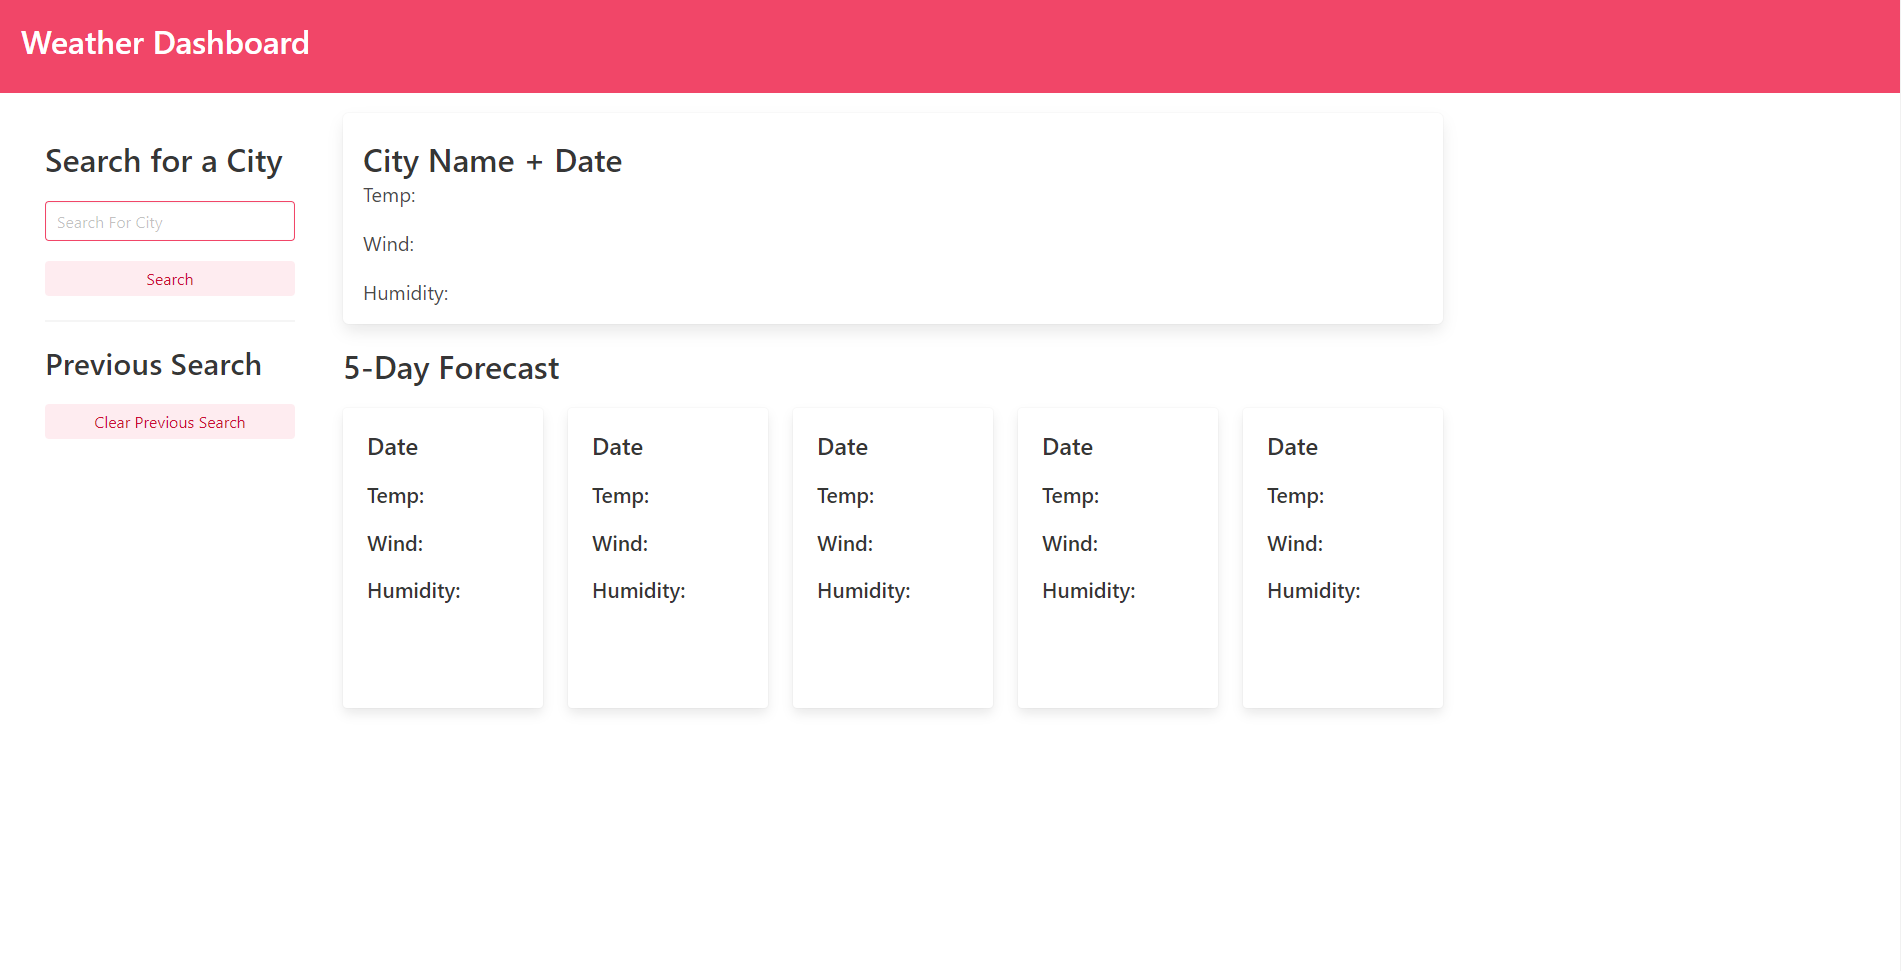 Weather Dashboard
Search for a City
Search For City
Search
Previous Search
Clear Previous Search
City Name + Date
Temp:
Wind:
Humidity:
5-Day Forecast
Date
Temp:
Wind:
Humidity:
Date
Temp:
Wind:
Humidity:
Date
Temp:
Wind:
Humidity:
Date
Temp:
Wind:
Humidity:
Date
Temp:
Wind:
Humidity: